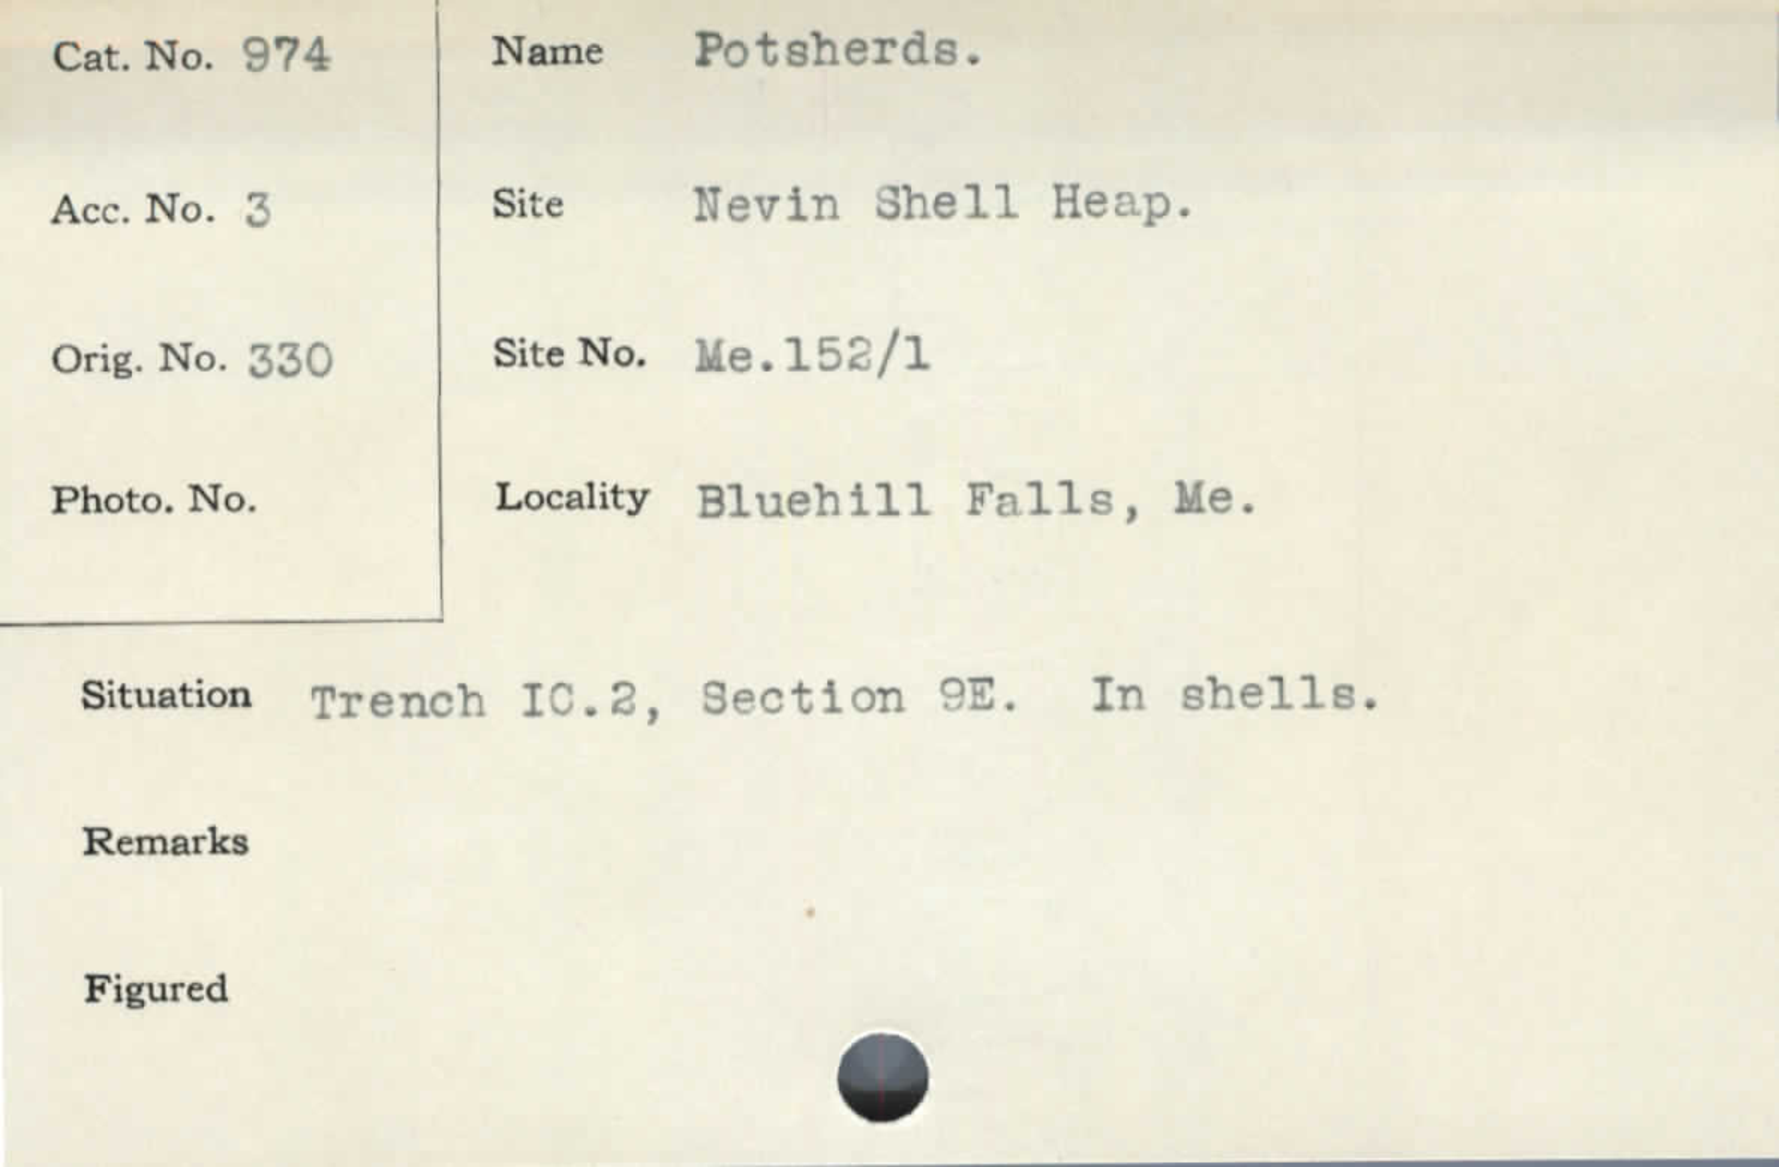 Cat. No. 974
Name Potsherds.
Acc. No. 3
Site Nevin Shell Heap.
Orig. No. 330
Site No. Me.152/1
Photo. No.
Locality Bluehill Falls, Me.
Situation Trench IC.2, Section 9E. In shells.
Remarks
Figured